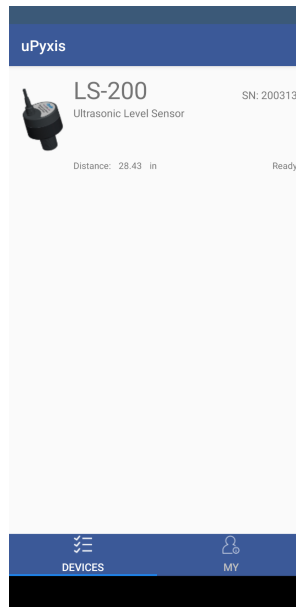 uPyxis
LS-200
SN: 200313
Ultrasonic Level Sensor
Distance: 28.43 in
Ready
DEVICES
MY